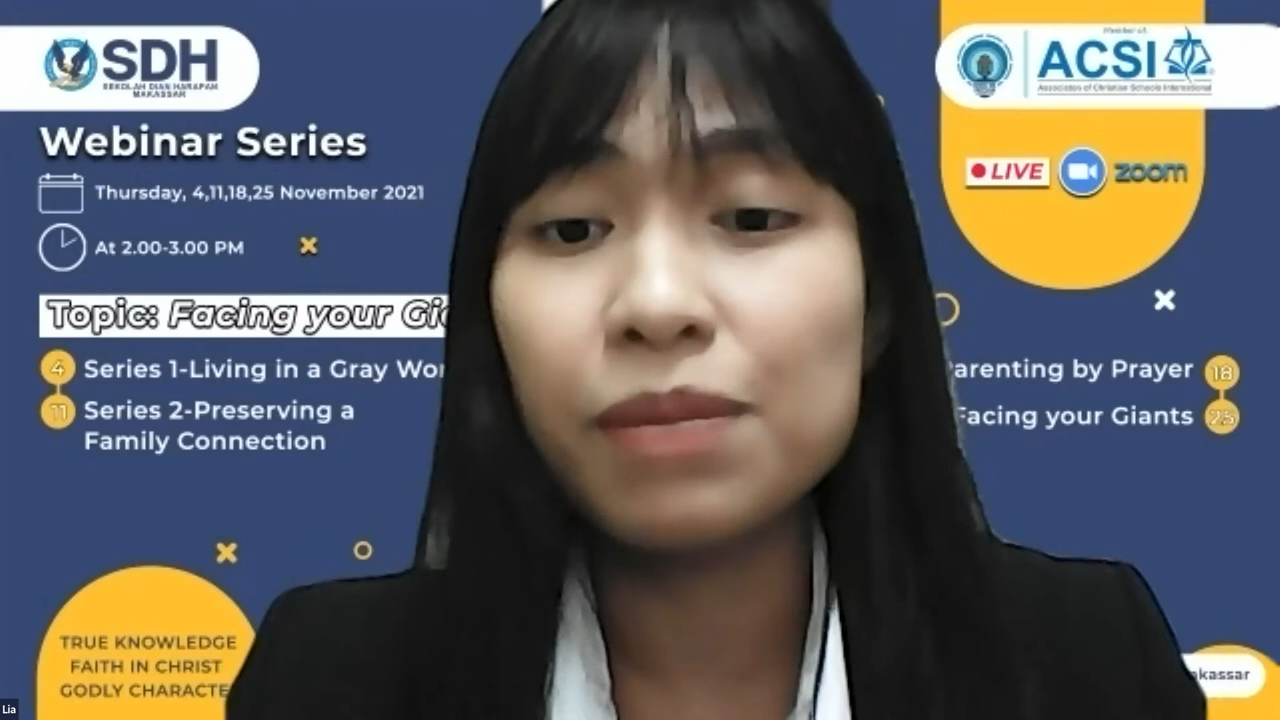 SDH
SEKOLAH DIAN HARAPAN
MAKASSAR
Member of
ACSI
Association of Christian Schools International
Webinar Series
LIVE
zoom
Thursday, 4,11,18,25 November 2021
At 2.00-3.00 PM
Topic: Facing your Gi
4 Series 1-Living in a Gray Wor
11 Series 2-Preserving a
Family Connection
arenting by Prayer 18
Facing your Giants 25
TRUE KNOWLEDGE
FAITH IN CHRIST
GODLY CHARACTE
akassar
Lia